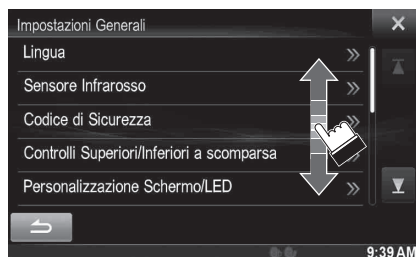 Impostazioni Generali
Lingua
Sensore Infrarosso
Codice di Sicurezza
Controlli Superiori/Inferiori a scomparsa
Personalizzazione Schermo/LED
9:39 AM